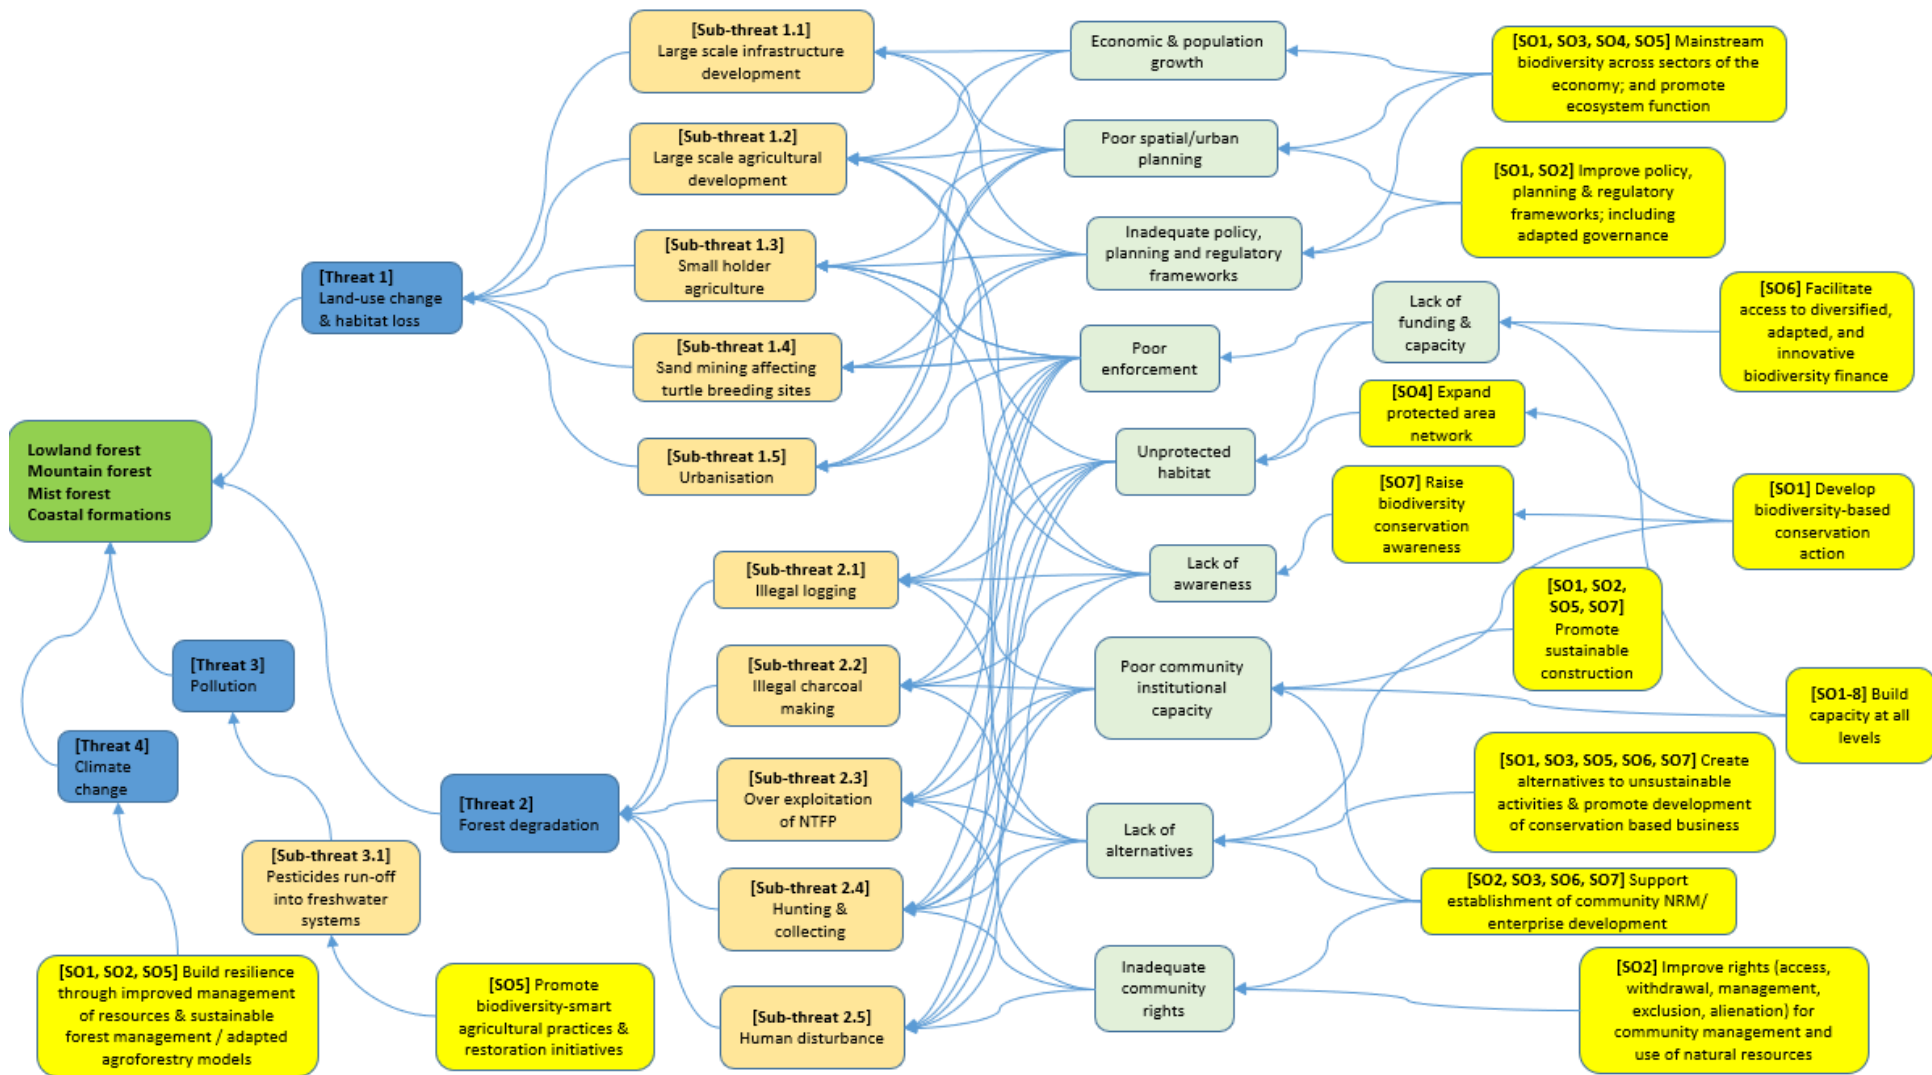 [Sub-threat 1.1]
Large scale infrastructure
development
[Sub-threat 1.2]
Large scale agricultural
development
[Sub-threat 1.3]
Small holder
agriculture
[Sub-threat 1.4]
Sand mining affecting
turtle breeding sites
[Sub-threat 1.5]
Urbanisation
[Threat 1]
Land-use change
& habitat loss
Lowland forest
Mountain forest
Mist forest
Coastal formations
[Threat 3]
Pollution
[Threat 4]
Climate
change
[Threat 2]
Forest degradation
[Sub-threat 3.1]
Pesticides run-off
into freshwater
systems
[SO1, SO2, SO5] Build resilience
through improved management
of resources & sustainable
forest management / adapted
agroforestry models
[SO5] Promote
biodiversity-smart
agricultural practices &
restoration initiatives
[Sub-threat 2.1]
Illegal logging
[Sub-threat 2.2]
Illegal charcoal
making
[Sub-threat 2.3]
Over exploitation
of NTFP
[Sub-threat 2.4]
Hunting &
collecting
[Sub-threat 2.5]
Human disturbance
Economic & population
growth
Poor spatial/urban
planning
Inadequate policy,
planning and regulatory
frameworks
Lack of
funding &
capacity
Poor
enforcement
Unprotected
habitat
Lack of
awareness
Poor community
institutional
capacity
Lack of
alternatives
Inadequate
community
rights
[SO1, SO3, SO4, SO5] Mainstream
biodiversity across sectors of the
economy; and promote
ecosystem function
[SO1, SO2] Improve policy,
planning & regulatory
frameworks; including
adapted governance
[SO6] Facilitate
access to diversified,
adapted, and
innovative
biodiversity finance
[SO4] Expand
protected area
network
[SO7] Raise
biodiversity
conservation
awareness
[SO1] Develop
biodiversity-based
conservation
action
[SO1, SO2,
SO5, SO7]
Promote
sustainable
construction
[SO1-8] Build
capacity at all
levels
[SO1, SO3, SO5, SO6, SO7] Create
alternatives to unsustainable
activities & promote development
of conservation based business
[SO2, SO3, SO6, SO7] Support
establishment of community NRM/
enterprise development
[SO2] Improve rights (access,
withdrawal, management,
exclusion, alienation) for
community management and
use of natural resources